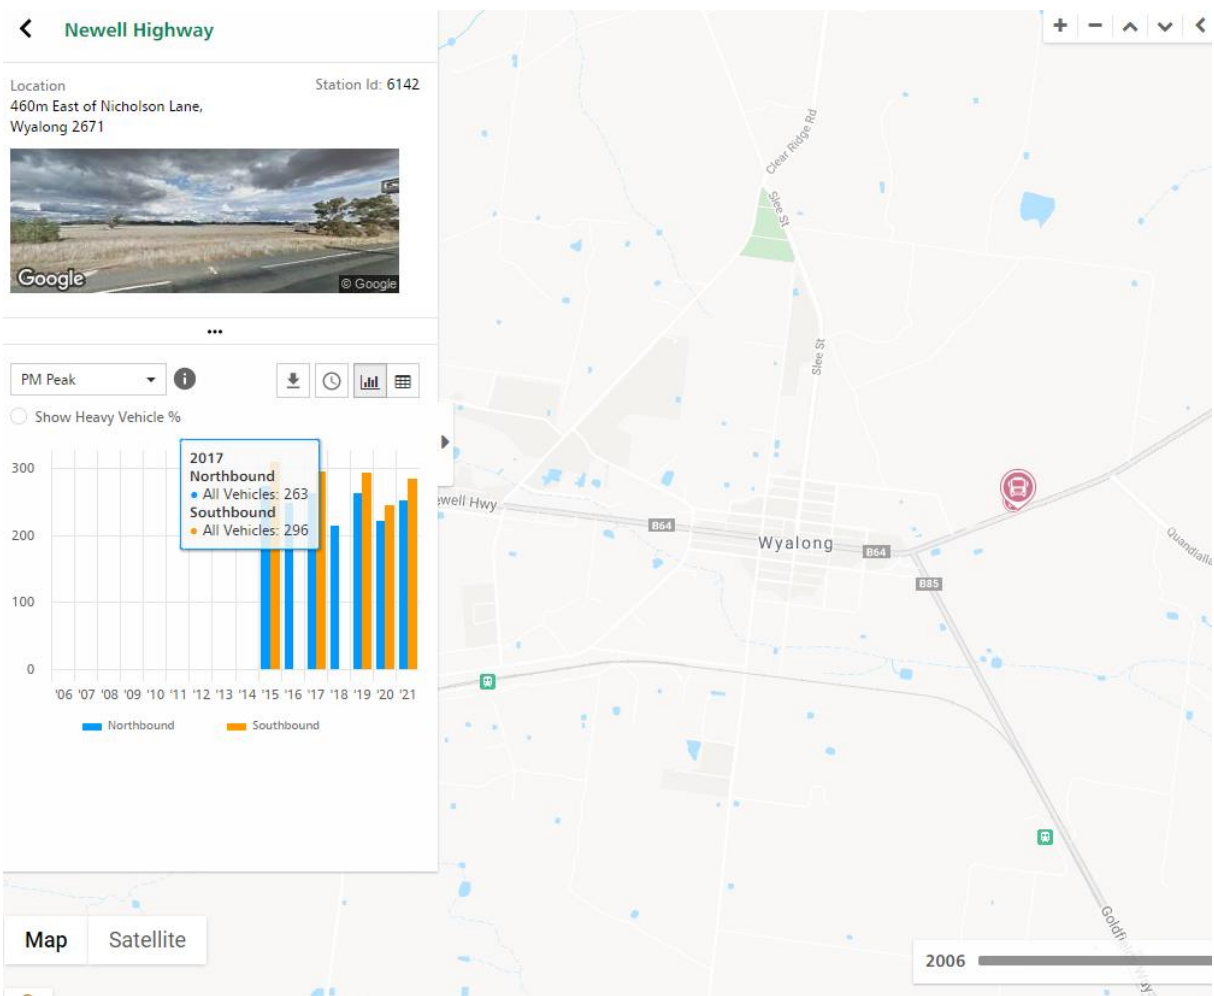 Newell Highway
Location
Station Id: 6142
460m East of Nicholson Lane,
Wyalong 2671
Google
© Google
PM Peak
Show Heavy Vehicle %
2017
Northbound
All Vehicles: 263
Southbound
All Vehicles: 296
300
200
100
0
'06 '07 '08 '09 '10 '11 '12 '13 '14 '15 '16 '17 '18 '19 '20 '21
Northbound
Southbound
Clear Ridge Rd
Slee St
Slee St
ewell Hwy
B64
Wyalong
B64
B85
Quandialla
Map
Satellite
2006